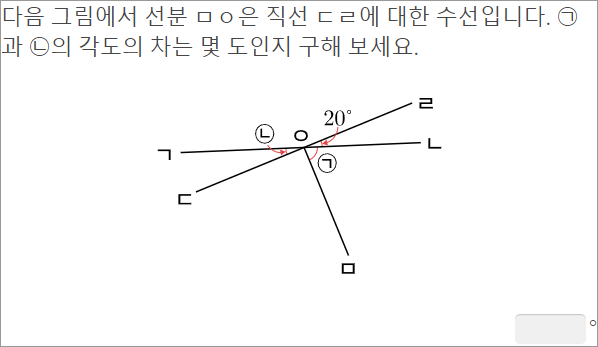 다음 그림에서 선분 ㅁㅇ은 직선 ㄷㄹ에 대한 수선입니다. ㉠
과 ㉡의 각도의 차는 몇 도인지 구해 보세요.
ㄹ
20°
㉡
ㅇ
ㄴ
ㄱ
㉠
ㄷ
ㅁ
°